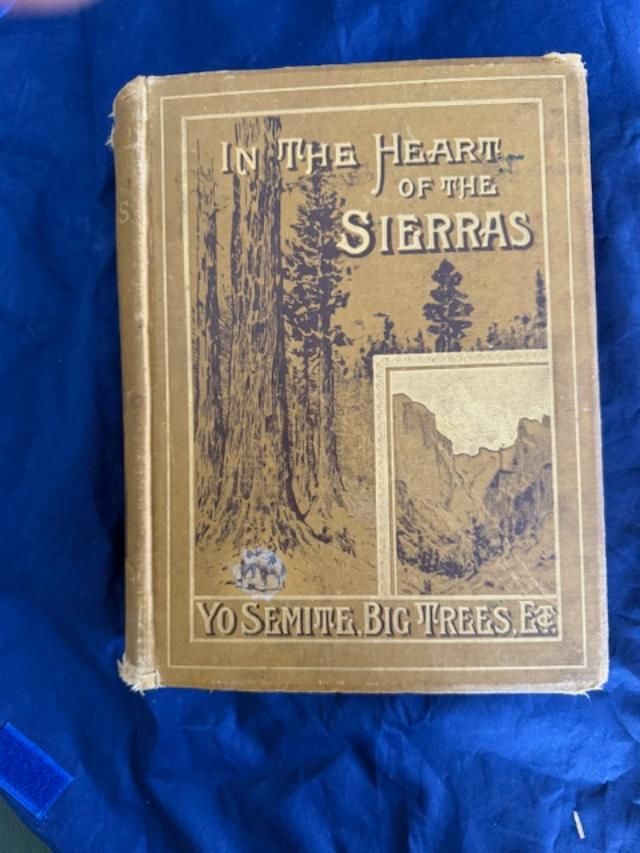 IN THE HEART
OF THE
SIERRAS
YO SEMITE, BIG TREES, ETC.
S